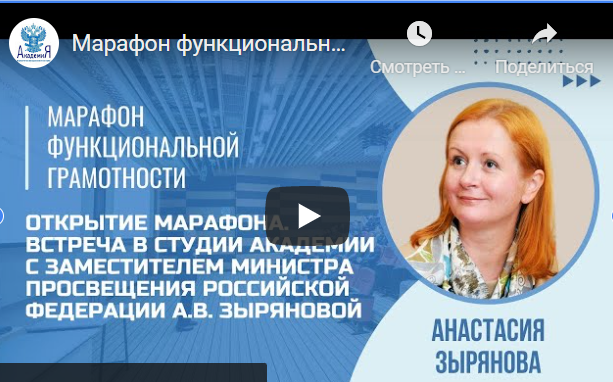 АкадемиЯ
Марафон функциональн...
Смотреть ...
Поделиться
МАРАФОН
ФУНКЦИОНАЛЬНОЙ
ГРАМОТНОСТИ
ОТКРЫТИЕ МАРАФОНА.
ВСТРЕЧА В СТУДИИ АКАДЕМИИ
С ЗАМЕСТИТЕЛЕМ МИНИСТРА
ПРОСВЕЩЕНИЯ РОССИЙСКОЙ
ФЕДЕРАЦИИ А.В. ЗЫРЯНОВОЙ
АНАСТАСИЯ
ЗЫРЯНОВА